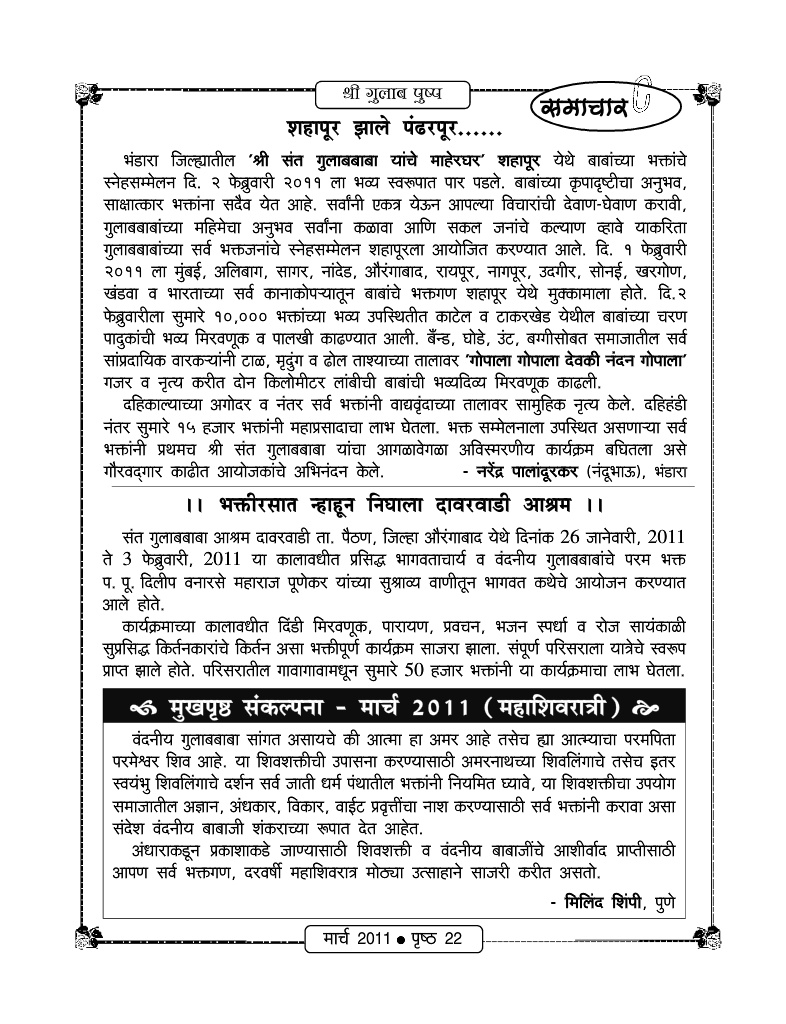 श्री गुलाब पुष्प
समाचार
शहापूर झाले पंढरपूर......
भंडारा जिल्ह्यातील ‘श्री संत गुलाबबाबा यांचे माहेरघर’ शहापूर येथे बाबांच्या भक्तांचे
स्नेहसम्मेलन दि. २ फेब्रुवारी २०११ ला भव्य स्वरूपात पार पडले. बाबांच्या कृपादृष्टीचा अनुभव,
साक्षात्कार भक्तांना सदैव येत आहे. सर्वांनी एकत्र येऊन आपल्या विचारांची देवाण-घेवाण करावी,
गुलाबबाबांच्या महिमेचा अनुभव सर्वांना कळावा आणि सकल जनांचे कल्याण व्हावे याकरिता
गुलाबबाबांच्या सर्व भक्तजनांचे स्नेहसम्मेलन शहापूरला आयोजित करण्यात आले. दि. १ फेब्रुवारी
२०११ ला मुंबई, अलिबाग, सागर, नांदेड, औरंगाबाद, रायपूर, नागपूर, उदगीर, सोनई, खरगोण,
खंडवा व भारताच्या सर्व कानाकोपऱ्यातून बाबांचे भक्तगण शहापूर येथे मुक्कामाला होते. दि.२
फेब्रुवारीला सुमारे १०,००० भक्तांच्या भव्य उपस्थितीत काटेल व टाकरखेड येथील बाबांच्या चरण
पादुकांची भव्य मिरवणूक व पालखी काढण्यात आली. बॅंन्ड, घोडे, उंट, बग्गीसोबत समाजातील सर्व
सांप्रदायिक वारकऱ्यांनी टाळ, मृदुंग व ढोल ताश्याच्या तालावर ‘गोपाला गोपाला देवकी नंदन गोपाला’
गजर व नृत्य करीत दोन किलोमीटर लांबीची बाबांची भव्यदिव्य मिरवणूक काढली.
दहिकाल्याच्या अगोदर व नंतर सर्व भक्तांनी वाद्यवृंदाच्या तालावर सामुहिक नृत्य केले. दहिहंडी
नंतर सुमारे १५ हजार भक्तांनी महाप्रसादाचा लाभ घेतला. भक्त सम्मेलनाला उपस्थित असणाऱ्या सर्व
भक्तांनी प्रथमच श्री संत गुलाबबाबा यांचा आगळावेगळा अविस्मरणीय कार्यक्रम बघितला असे
गौरवद्गार काढीत आयोजकांचे अभिनंदन केले. - नरेंद्र पालांदूरकर (नंदूभाऊ), भंडारा
।। भक्तीरसात न्हाहून निघाला दावरवाडी आश्रम ।।
संत गुलाबबाबा आश्रम दावरवाडी ता. पैठण, जिल्हा औरंगाबाद येथे दिनांक 26 जानेवारी, 2011
ते 3 फेब्रुवारी, 2011 या कालावधीत प्रसिद्ध भागवताचार्य व वंदनीय गुलाबबाबांचे परम भक्त
प. पू. दिलीप वनारसे महाराज पूणेकर यांच्या सुश्राव्य वाणीतून भागवत कथेचे आयोजन करण्यात
आले होते.
कार्यक्रमाच्या कालावधीत दिंडी मिरवणूक, पारायण, प्रवचन, भजन स्पर्धा व रोज सायंकाळी
सुप्रसिद्ध किर्तनकारांचे किर्तन असा भक्तीपूर्ण कार्यक्रम साजरा झाला. संपूर्ण परिसराला यात्रेचे स्वरूप
प्राप्त झाले होते. परिसरातील गावागावामधून सुमारे 50 हजार भक्तांनी या कार्यक्रमाचा लाभ घेतला.
मुखपृष्ठ संकल्पना - मार्च 2011 (महाशिवरात्री)
वंदनीय गुलाबबाबा सांगत असायचे की आत्मा हा अमर आहे तसेच ह्या आत्म्याचा परमपिता
परमेश्वर शिव आहे. या शिवशक्तीची उपासना करण्यासाठी अमरनाथच्या शिवलिंगाचे तसेच इतर
स्वयंभु शिवलिंगाचे दर्शन सर्व जाती धर्म पंथातील भक्तांनी नियमित घ्यावे, या शिवशक्तीचा उपयोग
समाजातील अज्ञान, अंधकार, विकार, वाईट प्रवृत्तींचा नाश करण्यासाठी सर्व भक्तांनी करावा असा
संदेश वंदनीय बाबाजी शंकराच्या रूपात देत आहेत.
अंधाराकडून प्रकाशाकडे जाण्यासाठी शिवशक्ती व वंदनीय बाबाजींचे आशीर्वाद प्राप्तीसाठी
आपण सर्व भक्तगण, दरवर्षी महाशिवरात्र मोठ्या उत्साहाने साजरी करीत असतो.
- मिलिंद शिंपी, पुणे
मार्च 2011 ● पृष्ठ 22